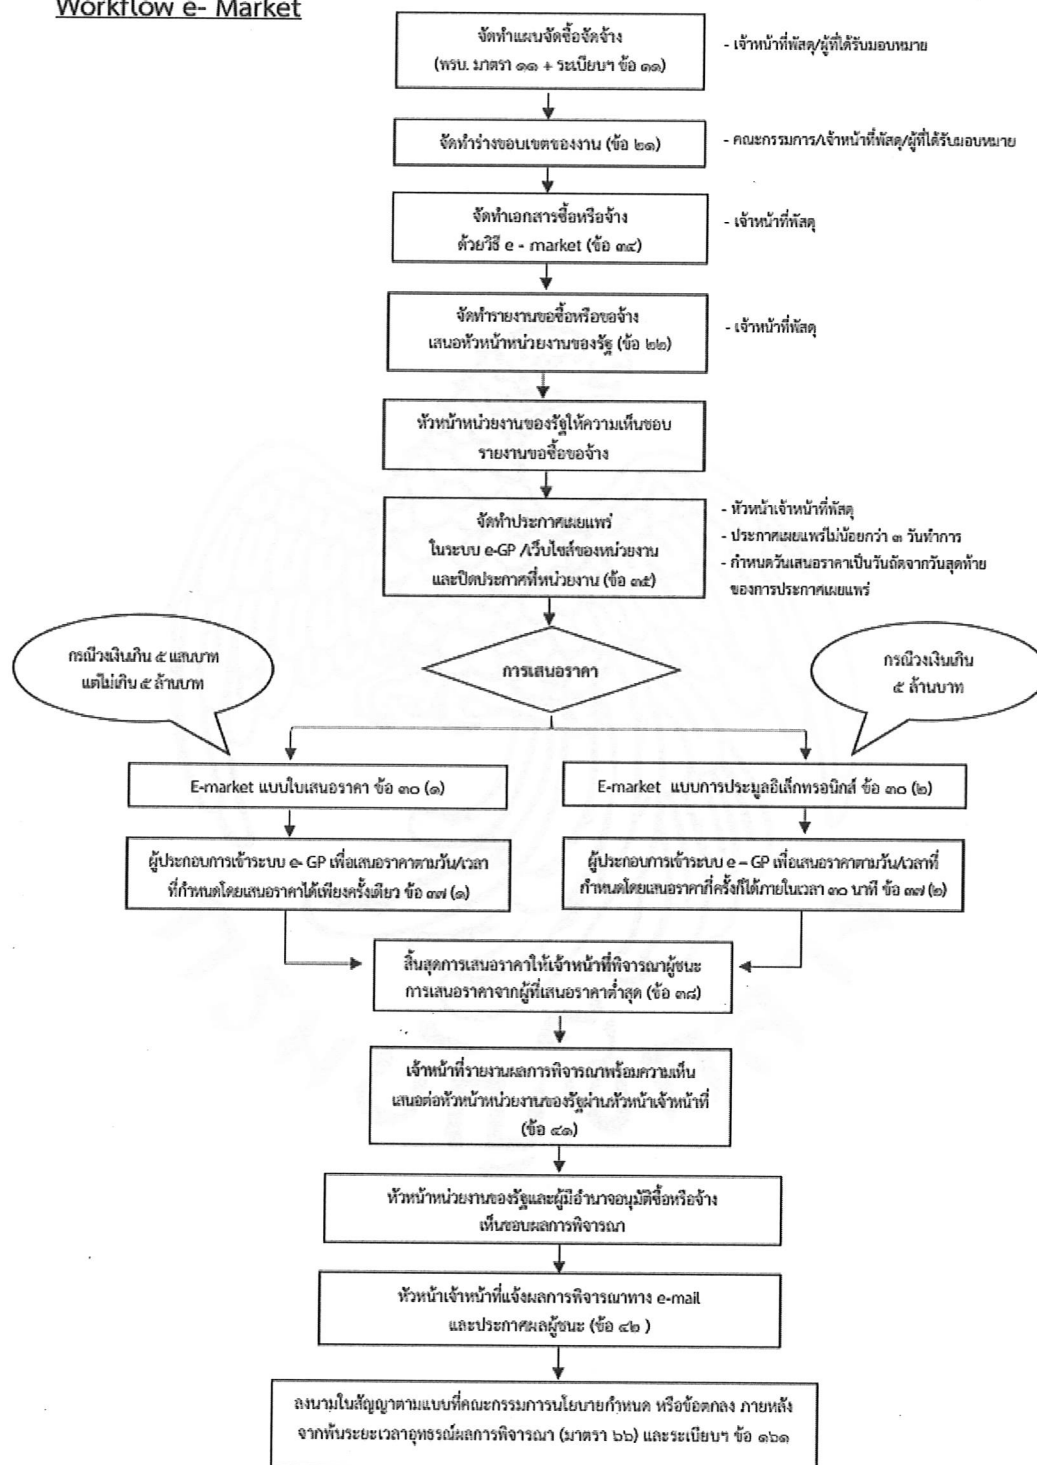 Workflow e- Market
จัดทำแผนจัดซื้อจัดจ้าง
(พรบ. มาตรา ๑๑ + ระเบียบฯ ข้อ ๑๑)
- เจ้าหน้าที่พัสดุ/ผู้ที่ได้รับมอบหมาย
จัดทำร่างขอบเขตของงาน (ข้อ ๒๑)
- คณะกรรมการ/เจ้าหน้าที่พัสดุ/ผู้ที่ได้รับมอบหมาย
จัดทำเอกสารซื้อหรือจ้าง
ด้วยวิธี e - market (ข้อ ๓๔)
- เจ้าหน้าที่พัสดุ
จัดทำรายงานขอซื้อหรือขอจ้าง
เสนอหัวหน้าหน่วยงานของรัฐ (ข้อ ๒๒)
- เจ้าหน้าที่พัสดุ
หัวหน้าหน่วยงานของรัฐให้ความเห็นชอบ
รายงานขอซื้อขอจ้าง
จัดทำประกาศเผยแพร่
ในระบบ e-GP /เว็บไซส์ของหน่วยงาน
และปิดประกาศที่หน่วยงาน (ข้อ ๓๕)
- หัวหน้าเจ้าหน้าที่พัสดุ
- ประกาศเผยแพร่ไม่น้อยกว่า ๓ วันทำการ
- กำหนดวันเสนอราคาเป็นวันถัดจากวันสุดท้าย
ของการประกาศเผยแพร่
กรณีวงเงินเกิน ๕ แสนบาท
แต่ไม่เกิน ๕ ล้านบาท
การเสนอราคา
กรณีวงเงินเกิน
๕ ล้านบาท
E-market แบบใบเสนอราคา ข้อ ๓๐ (๑)
E-market แบบการประมูลอิเล็กทรอนิกส์ ข้อ ๓๐ (๒)
ผู้ประกอบการเข้าระบบ e- GP เพื่อเสนอราคาตามวัน/เวลา
ที่กำหนดโดยเสนอราคาได้เพียงครั้งเดียว ข้อ ๓๗ (๑)
ผู้ประกอบการเข้าระบบ e – GP เพื่อเสนอราคาตามวัน/เวลาที่
กำหนดโดยเสนอราคากี่ครั้งก็ได้ภายในเวลา ๓๐ นาที ข้อ ๓๗ (๒)
สิ้นสุดการเสนอราคาให้เจ้าหน้าที่พิจารณาผู้ชนะ
การเสนอราคาจากผู้ที่เสนอราคาต่ำสุด (ข้อ ๓๘)
เจ้าหน้าที่รายงานผลการพิจารณาพร้อมความเห็น
เสนอต่อหัวหน้าหน่วยงานของรัฐผ่านหัวหน้าเจ้าหน้าที่
(ข้อ ๔๑)
หัวหน้าหน่วยงานของรัฐและผู้มีอำนาจอนุมัติซื้อหรือจ้าง
เห็นชอบผลการพิจารณา
หัวหน้าเจ้าหน้าที่แจ้งผลการพิจารณาทาง e-mail
และประกาศผลผู้ชนะ (ข้อ ๔๒ )
ลงนามในสัญญาตามแบบที่คณะกรรมการนโยบายกำหนด หรือข้อตกลง ภายหลัง
จากพ้นระยะเวลาอุทธรณ์ผลการพิจารณา (มาตรา ๖๖) และระเบียบฯ ข้อ ๑๖๑